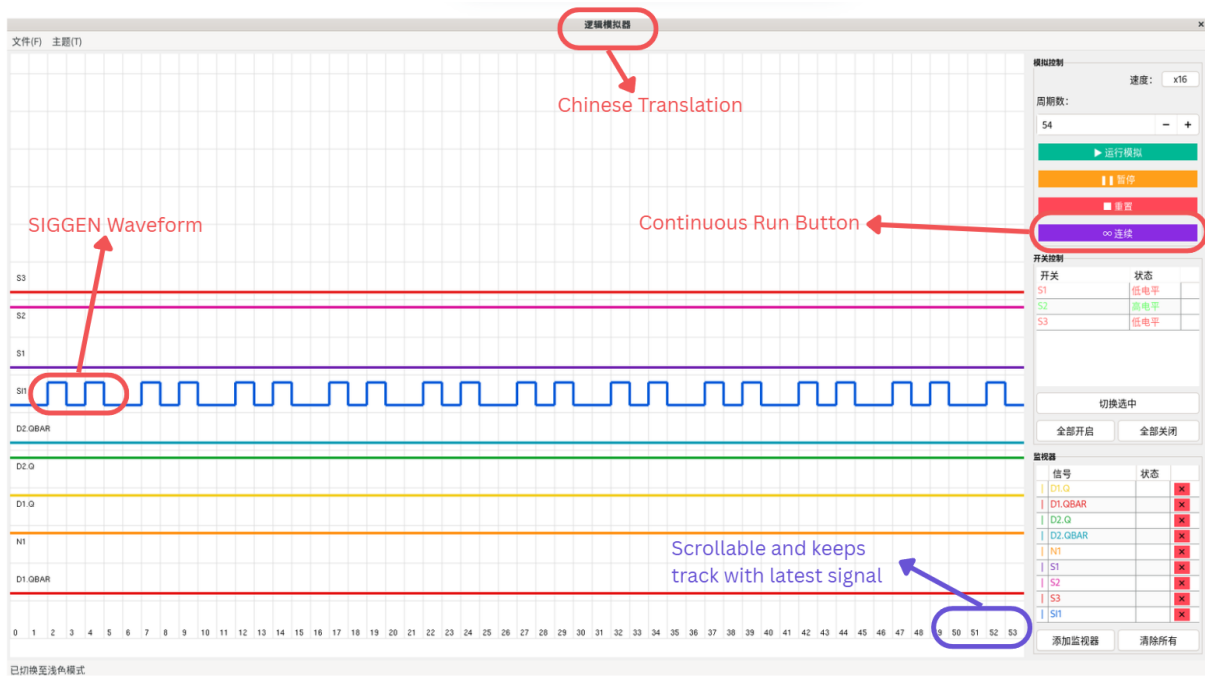 逻辑模拟器
×
文件(F) 主题(T)
Chinese Translation
SIGGEN Waveform
Continuous Run Button
S3
S2
S1
SI1
D2.QBAR
D2.Q
D1.Q
N1
D1.QBAR
Scrollable and keeps
track with latest signal
0 1 2 3 4 5 6 7 8 9 10 11 12 13 14 15 16 17 18 19 20 21 22 23 24 25 26 27 28 29 30 31 32 33 34 35 36 37 38 39 40 41 42 43 44 45 46 47 48 9 50 51 52 53
已切换至浅色模式
模拟控制
速度: x16
周期数:
54 − +
▶ 运行模拟
❚❚ 暂停
■ 重置
∞ 连续
开关控制
开关 状态
S1 低电平
S2 高电平
S3 低电平
切换选中
全部开启 全部关闭
监视器
信号 状态
D1.Q ×
D1.QBAR ×
D2.Q ×
D2.QBAR ×
N1 ×
S1 ×
S2 ×
S3 ×
SI1 ×
添加监视器 清除所有